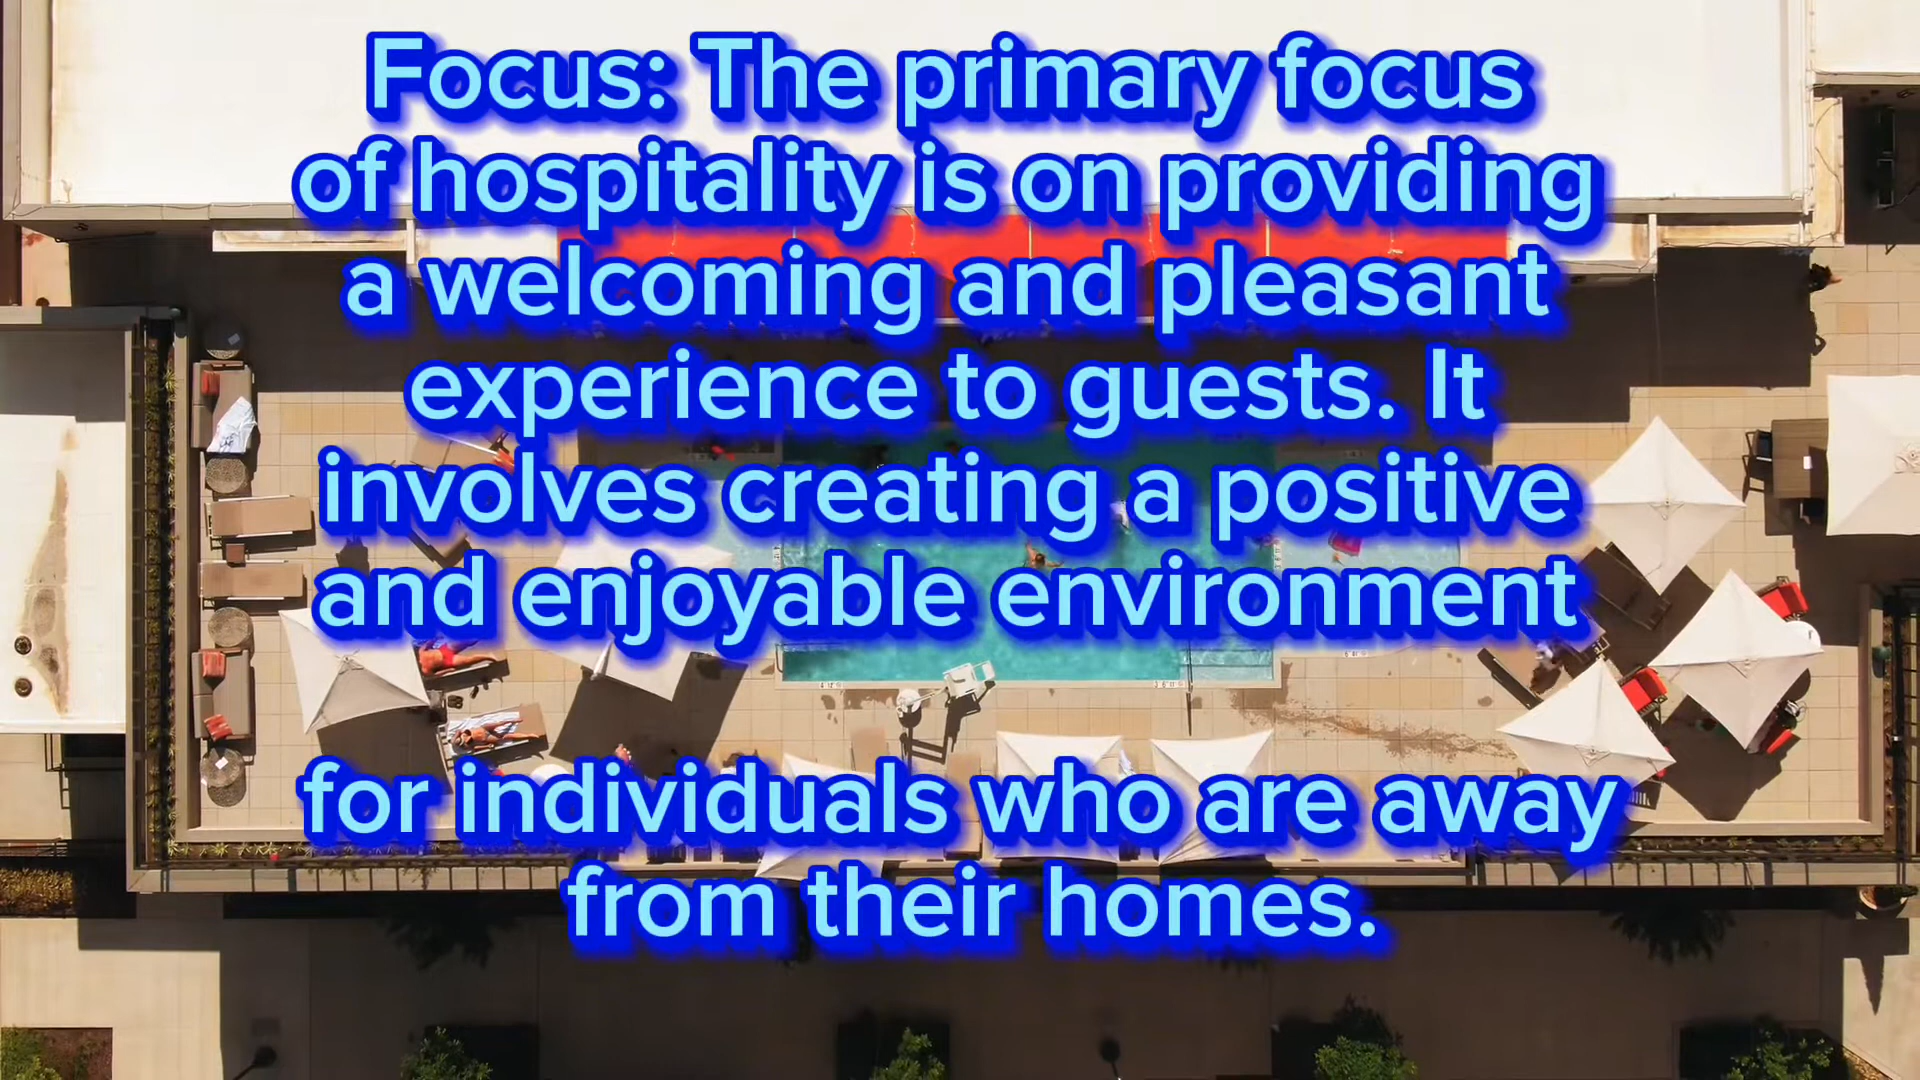 Focus: The primary focus
of hospitality is on providing
a welcoming and pleasant
experience to guests. It
involves creating a positive
and enjoyable environment
for individuals who are away
from their homes.